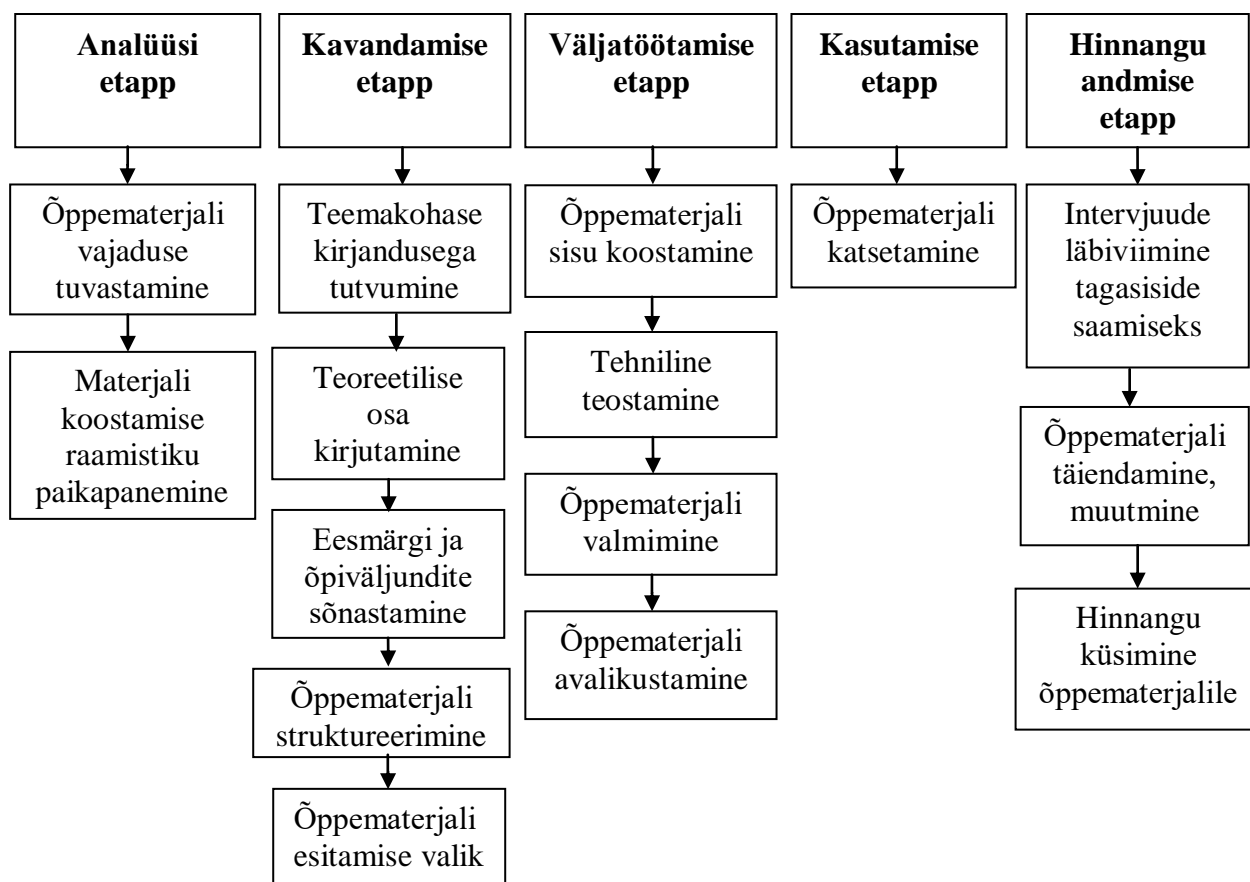 Analüüsi
etapp
Õppematerjali
vajaduse
tuvastamine
Materjali
koostamise
raamistiku
paikapanemine
Kavandamise
etapp
Teemakohase
kirjandusega
tutvumine
Teoreetilise
osa
kirjutamine
Eesmärgi ja
õpiväljundite
sõnastamine
Õppematerjali
struktureerimine
Õppematerjali
esitamise valik
Väljatöötamise
etapp
Õppematerjali
sisu koostamine
Tehniline
teostamine
Õppematerjali
valmimine
Õppematerjali
avalikustamine
Kasutamise
etapp
Õppematerjali
katsetamine
Hinnangu
andmise
etapp
Intervjuude
läbiviimine
tagasiside
saamiseks
Õppematerjali
täiendamine,
muutmine
Hinnangu
küsimine
õppematerjalile